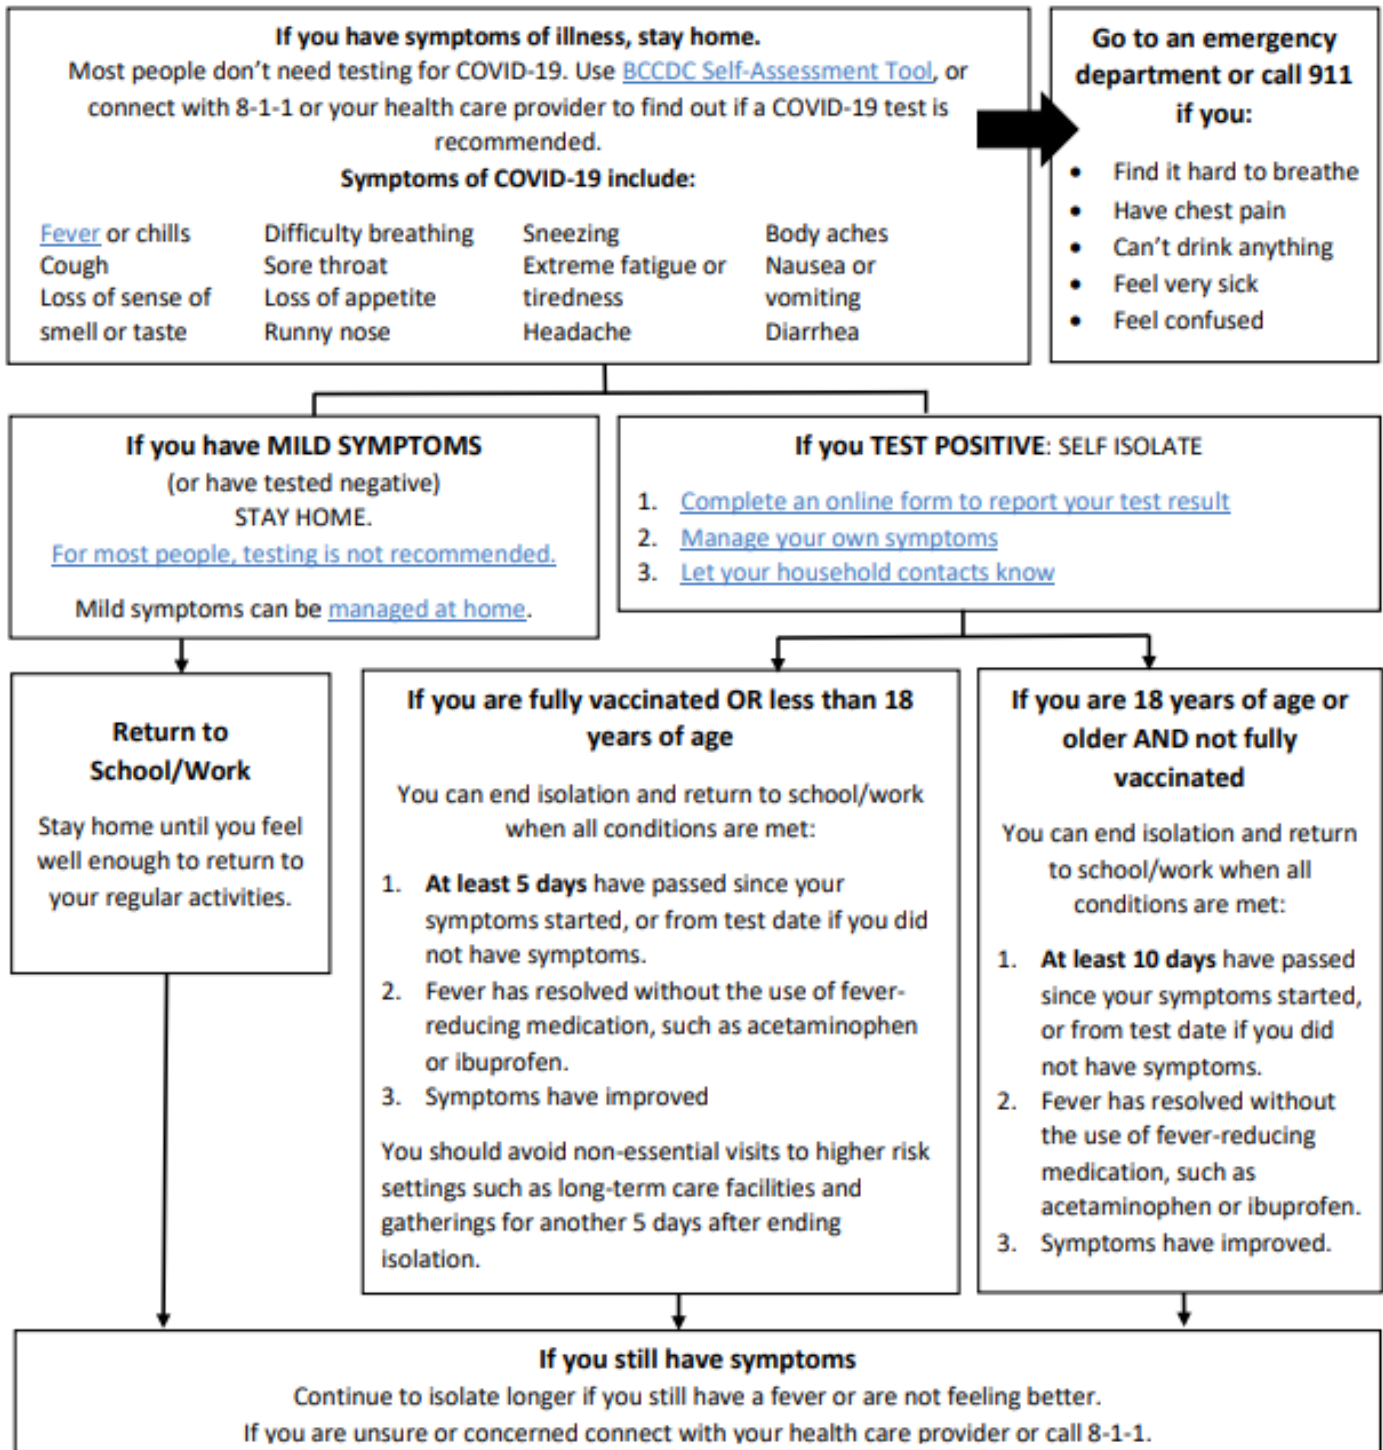 If you have symptoms of illness, stay home.
Most people don't need testing for COVID-19. Use BCCDC Self-Assessment Tool, or
connect with 8-1-1 or your health care provider to find out if a COVID-19 test is
recommended.
Symptoms of COVID-19 include:
Fever or chills
Cough
Loss of sense of
smell or taste
Difficulty breathing
Sore throat
Loss of appetite
Runny nose
Sneezing
Extreme fatigue or
tiredness
Headache
Body aches
Nausea or
vomiting
Diarrhea
Go to an emergency
department or call 911
if you:
• Find it hard to breathe
• Have chest pain
• Can't drink anything
• Feel very sick
• Feel confused
If you have MILD SYMPTOMS
(or have tested negative)
STAY HOME.
For most people, testing is not recommended.
Mild symptoms can be managed at home.
If you TEST POSITIVE: SELF ISOLATE
1. Complete an online form to report your test result
2. Manage your own symptoms
3. Let your household contacts know
Return to
School/Work
Stay home until you feel
well enough to return to
your regular activities.
If you are fully vaccinated OR less than 18
years of age
You can end isolation and return to school/work
when all conditions are met:
1. At least 5 days have passed since your
symptoms started, or from test date if you did
not have symptoms.
2. Fever has resolved without the use of fever-
reducing medication, such as acetaminophen
or ibuprofen.
3. Symptoms have improved
You should avoid non-essential visits to higher risk
settings such as long-term care facilities and
gatherings for another 5 days after ending
isolation.
If you are 18 years of age or
older AND not fully
vaccinated
You can end isolation and return
to school/work when all
conditions are met:
1. At least 10 days have passed
since your symptoms started,
or from test date if you did
not have symptoms.
2. Fever has resolved without
the use of fever-reducing
medication, such as
acetaminophen or ibuprofen.
3. Symptoms have improved.
If you still have symptoms
Continue to isolate longer if you still have a fever or are not feeling better.
If you are unsure or concerned connect with your health care provider or call 8-1-1.